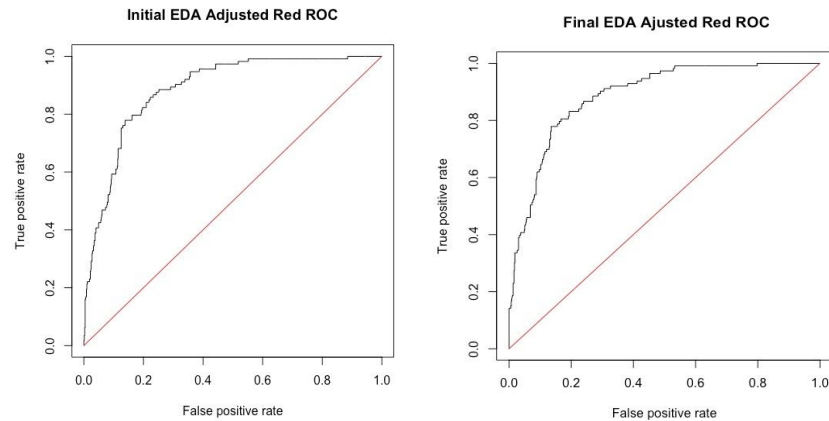 Initial EDA Adjusted Red ROC
True positive rate
1.0
0.8
0.6
0.4
0.2
0.0
0.0 0.2 0.4 0.6 0.8 1.0
False positive rate
Final EDA Ajusted Red ROC
True positive rate
1.0
0.8
0.6
0.4
0.2
0.0
0.0 0.2 0.4 0.6 0.8 1.0
False positive rate